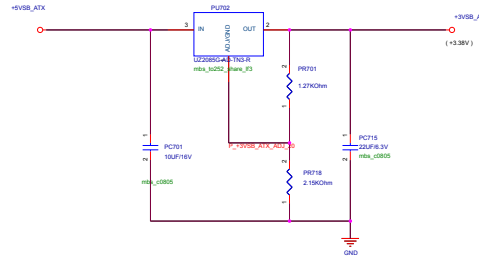 +5VSB_ATX
PU702
+3VSB_A
3
IN
ADJ/GND
OUT
2
(+3.38V)
1
UZ2085G-AD-TN3-R
mbs_to252_share_lf3
2
PR701
1.27KOhm
1
1
PC701
10UF/16V
2
mbs_c0805
P_+3VSB_ATX_ADJ_20
1
PC715
22UF/6.3V
2
mbs_c0805
2
PR718
2.15KOhm
1
GND